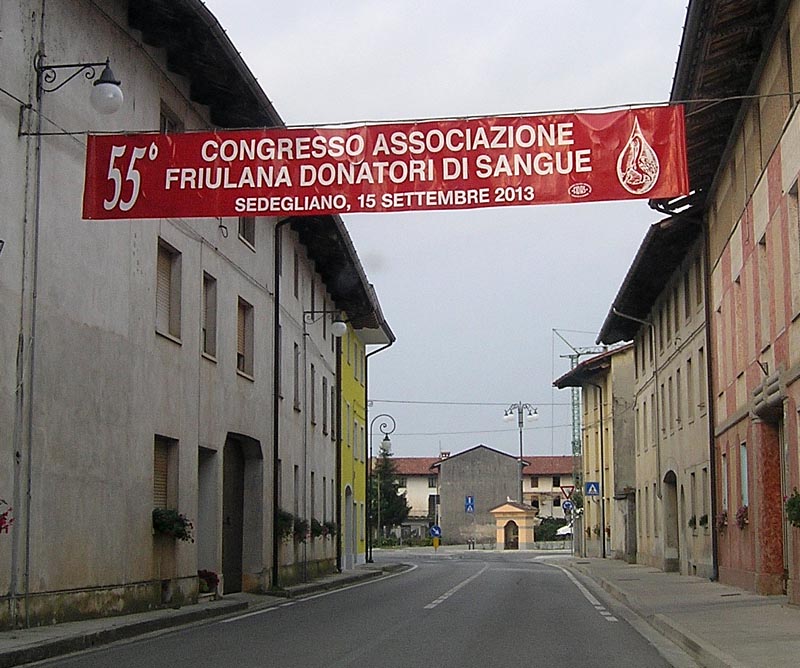 55° CONGRESSO ASSOCIAZIONE
FRIULANA DONATORI DI SANGUE
SEDEGLIANO, 15 SETTEMBRE 2013